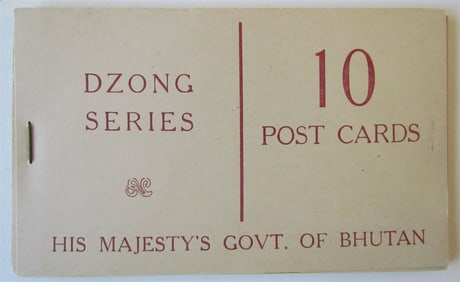 DZONG
SERIES
10
POST CARDS
HIS MAJESTY'S GOVT. OF BHUTAN